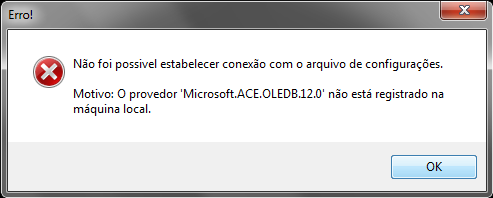 Erro!
Não foi possivel estabelecer conexão com o arquivo de configurações.
Motivo: O provedor 'Microsoft.ACE.OLEDB.12.0' não está registrado na
máquina local.
OK